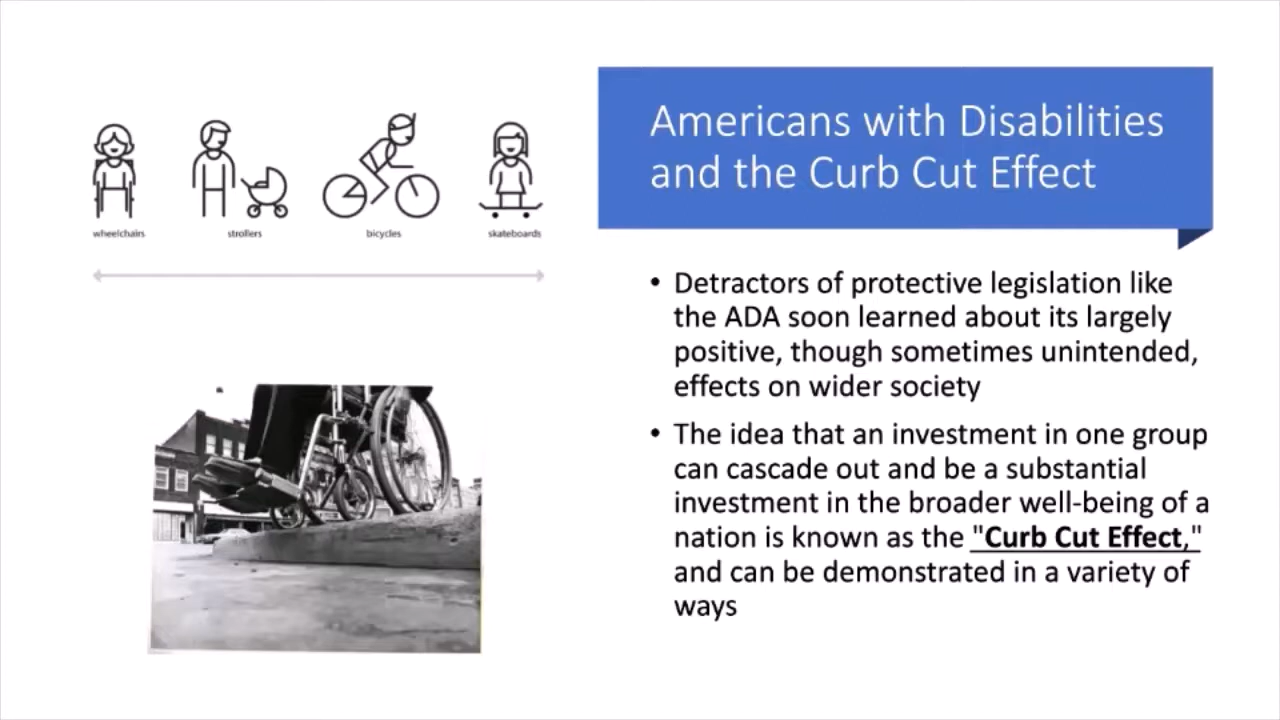 wheelchairs strollers bicycles skateboards
Americans with Disabilities
and the Curb Cut Effect
• Detractors of protective legislation like
the ADA soon learned about its largely
positive, though sometimes unintended,
effects on wider society
• The idea that an investment in one group
can cascade out and be a substantial
investment in the broader well-being of a
nation is known as the "Curb Cut Effect,"
and can be demonstrated in a variety of
ways